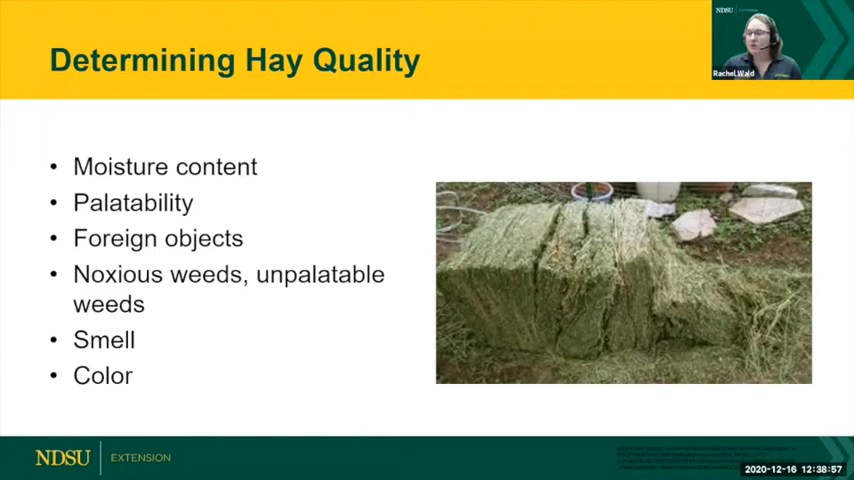 NDSU
Determining Hay Quality
Rachel Wald
• Moisture content
• Palatability
• Foreign objects
• Noxious weeds, unpalatable
weeds
• Smell
• Color
NDSU EXTENSION
2020-12-16 12:38:57